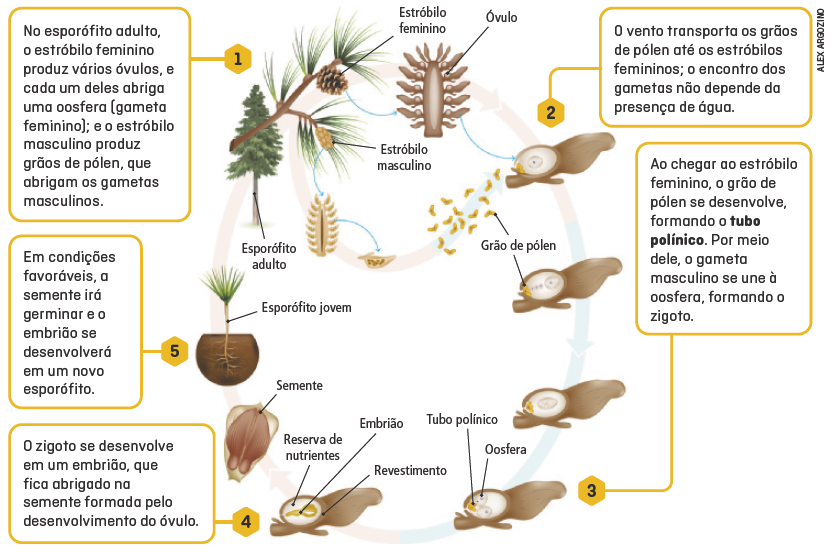 No esporófito adulto,
o estróbilo feminino
produz vários óvulos, e
cada um deles abriga
uma oosfera (gameta
feminino); e o estróbilo
masculino produz
grãos de pólen, que
abrigam os gametas
masculinos.
1
Estróbilo
feminino
Óvulo
Estróbilo
masculino
Esporófito
adulto
O vento transporta os grãos
de pólen até os estróbilos
femininos; o encontro dos
gametas não depende da
presença de água.
2
ALEX ARGOZINO
Grão de pólen
Ao chegar ao estróbilo
feminino, o grão de
pólen se desenvolve,
formando o tubo
polínico. Por meio
dele, o gameta
masculino se une à
oosfera, formando o
zigoto.
3
Tubo polínico
Oosfera
O zigoto se desenvolve
em um embrião, que
fica abrigado na
semente formada pelo
desenvolvimento do óvulo.
4
Semente
Reserva de
nutrientes
Embrião
Revestimento
Em condições
favoráveis, a
semente irá
germinar e o
embrião se
desenvolverá
em um novo
esporófito.
5
Esporófito jovem